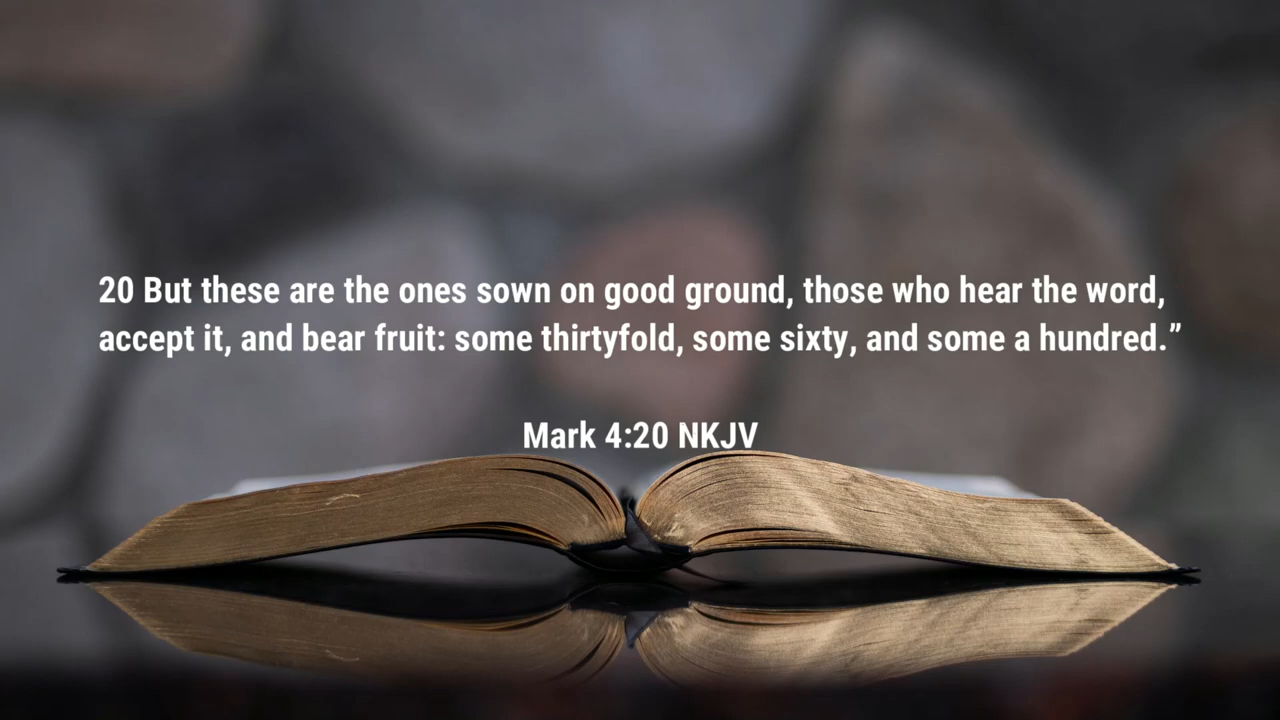 20 But these are the ones sown on good ground, those who hear the word,
accept it, and bear fruit: some thirtyfold, some sixty, and some a hundred.”
Mark 4:20 NKJV